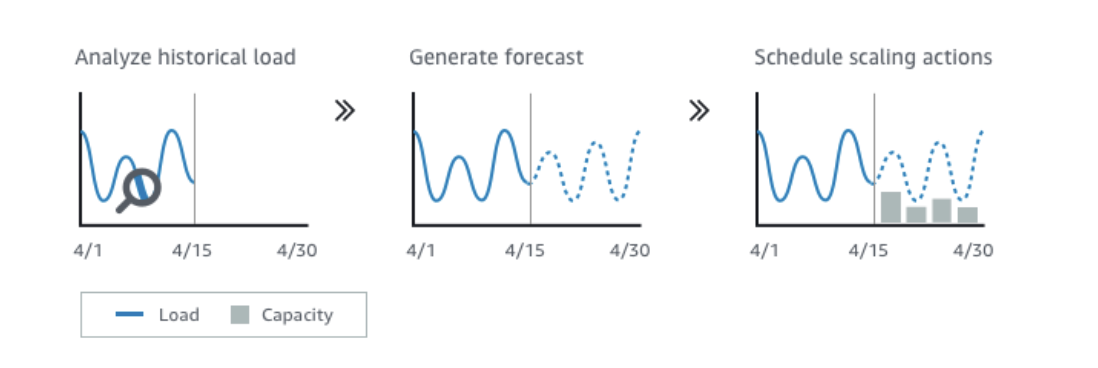 Analyze historical load
Generate forecast
Schedule scaling actions
4/1 4/15 4/30
4/1 4/15 4/30
4/1 4/15 4/30
Load
Capacity